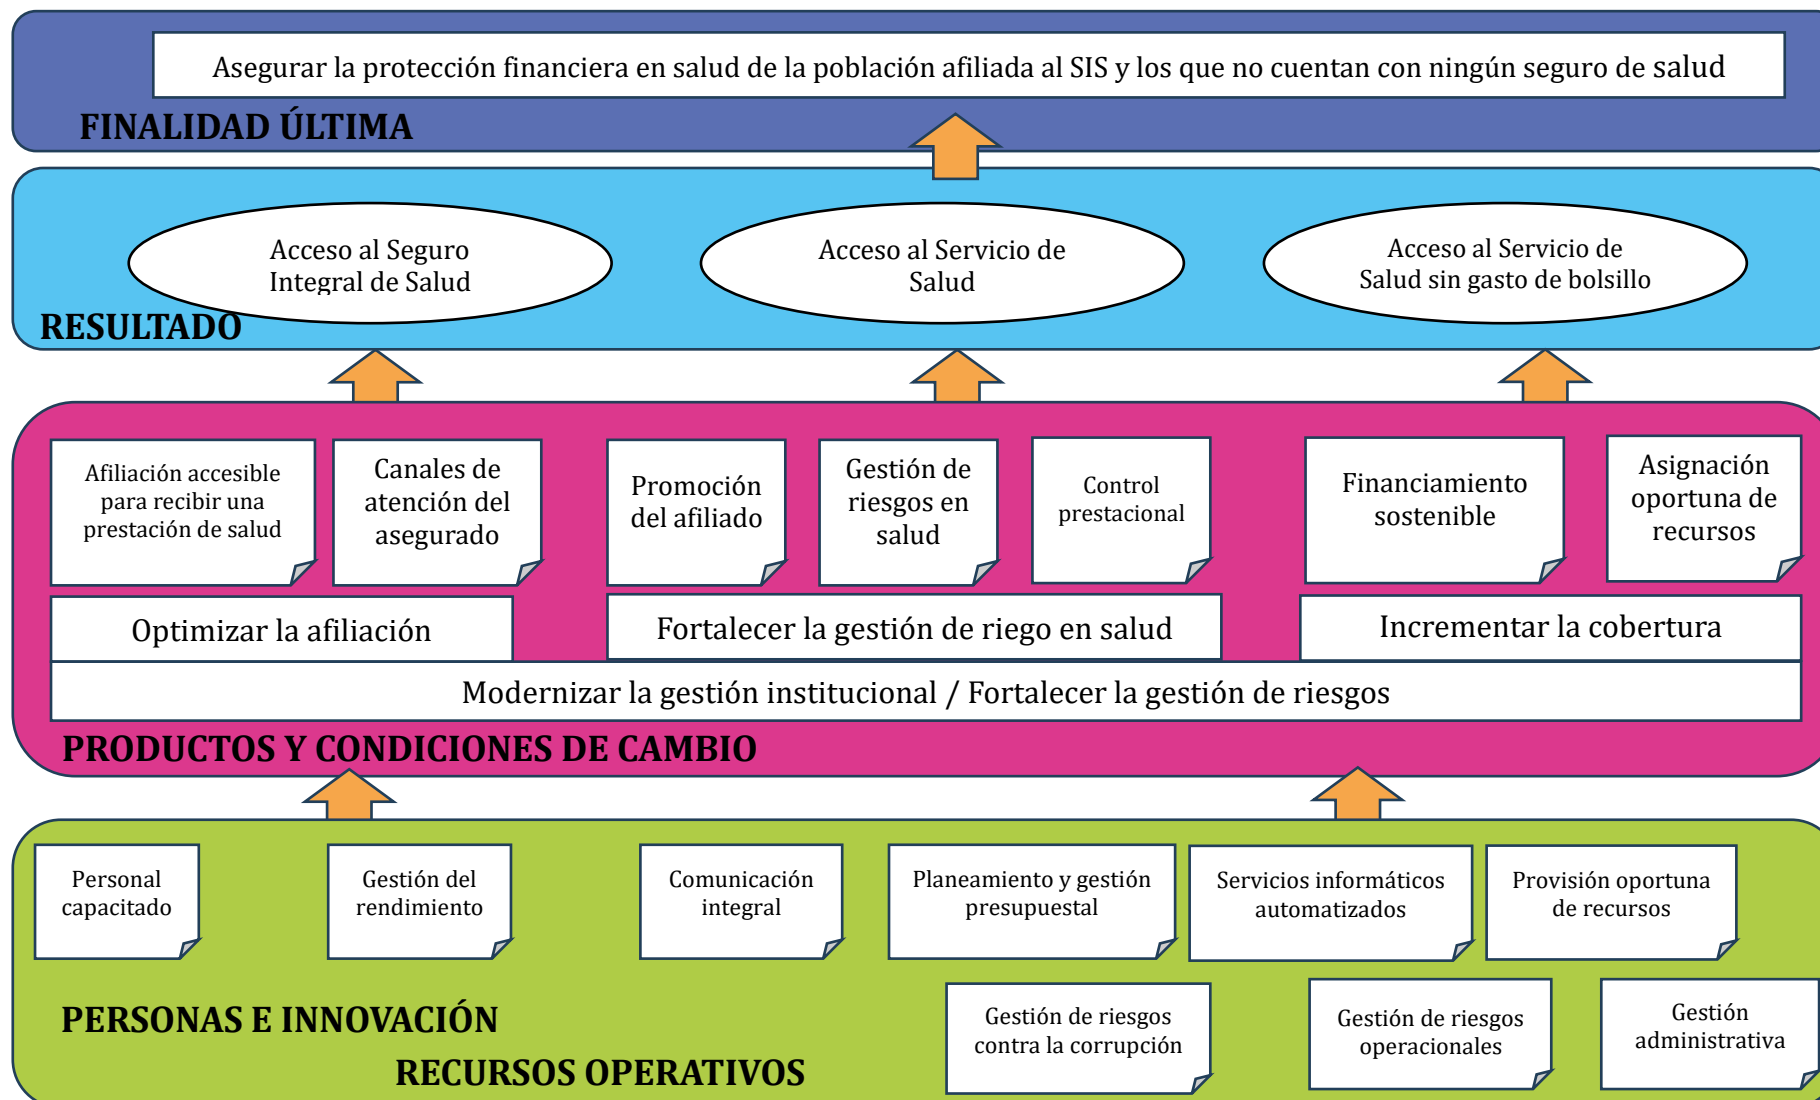 Asegurar la protección financiera en salud de la población afiliada al SIS y los que no cuentan con ningún seguro de salud
FINALIDAD ÚLTIMA
Acceso al Seguro
Integral de Salud
Acceso al Servicio de
Salud
Acceso al Servicio de
Salud sin gasto de bolsillo
RESULTADO
Afiliación accesible
para recibir una
prestación de salud
Canales de
atención del
asegurado
Promoción
del afiliado
Gestión de
riesgos en
salud
Control
prestacional
Financiamiento
sostenible
Asignación
oportuna de
recursos
Optimizar la afiliación
Fortalecer la gestión de riego en salud
Incrementar la cobertura
Modernizar la gestión institucional / Fortalecer la gestión de riesgos
PRODUCTOS Y CONDICIONES DE CAMBIO
Personal
capacitado
Gestión del
rendimiento
Comunicación
integral
Planeamiento y gestión
presupuestal
Servicios informáticos
automatizados
Provisión oportuna
de recursos
Gestión de riesgos
contra la corrupción
Gestión de riesgos
operacionales
Gestión
administrativa
PERSONAS E INNOVACIÓN
RECURSOS OPERATIVOS